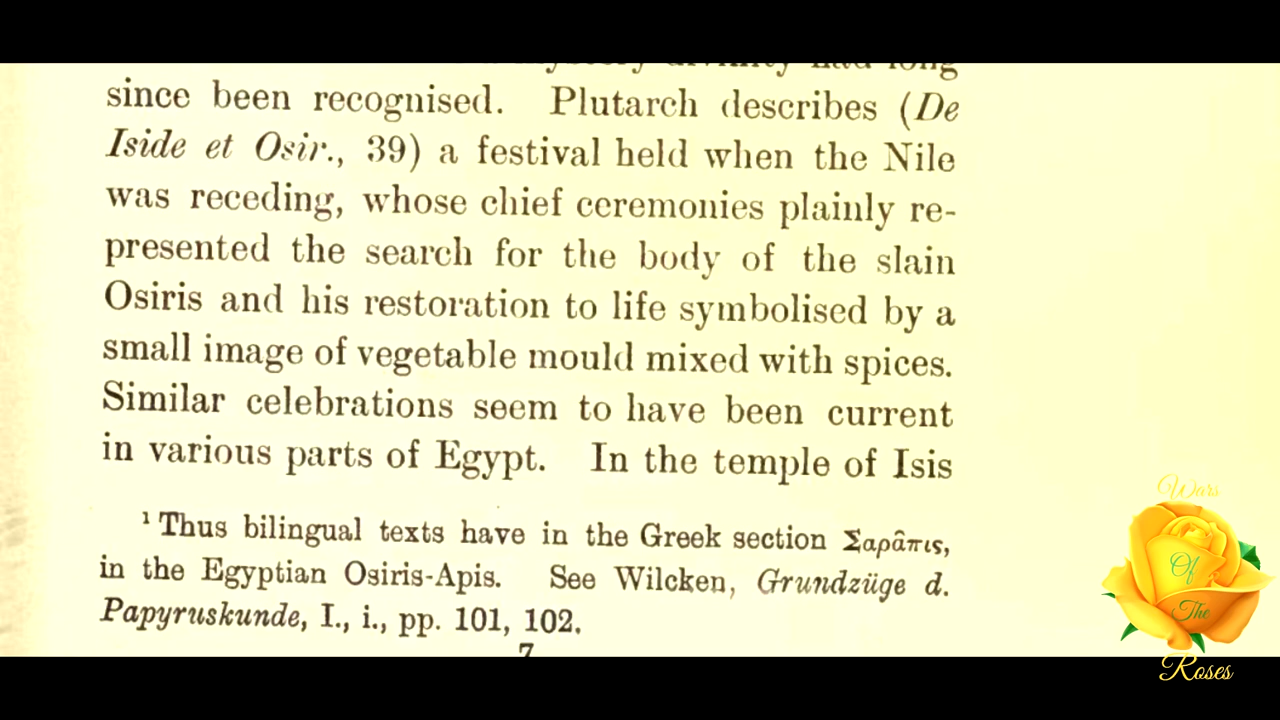 mystery divinity had long
since been recognised. Plutarch describes (De
Iside et Osir., 39) a festival held when the Nile
was receding, whose chief ceremonies plainly re-
presented the search for the body of the slain
Osiris and his restoration to life symbolised by a
small image of vegetable mould mixed with spices.
Similar celebrations seem to have been current
in various parts of Egypt. In the temple of Isis
¹ Thus bilingual texts have in the Greek section Σαρᾶπις,
in the Egyptian Osiris-Apis. See Wilcken, Grundzüge d.
Papyruskunde, I., i., pp. 101, 102.
7
Wars
Of
The
Roses